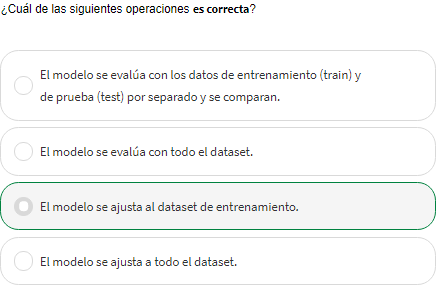 ¿Cuál de las siguientes operaciones es correcta?
El modelo se evalúa con los datos de entrenamiento (train) y
de prueba (test) por separado y se comparan.
El modelo se evalúa con todo el dataset.
El modelo se ajusta al dataset de entrenamiento.
El modelo se ajusta a todo el dataset.